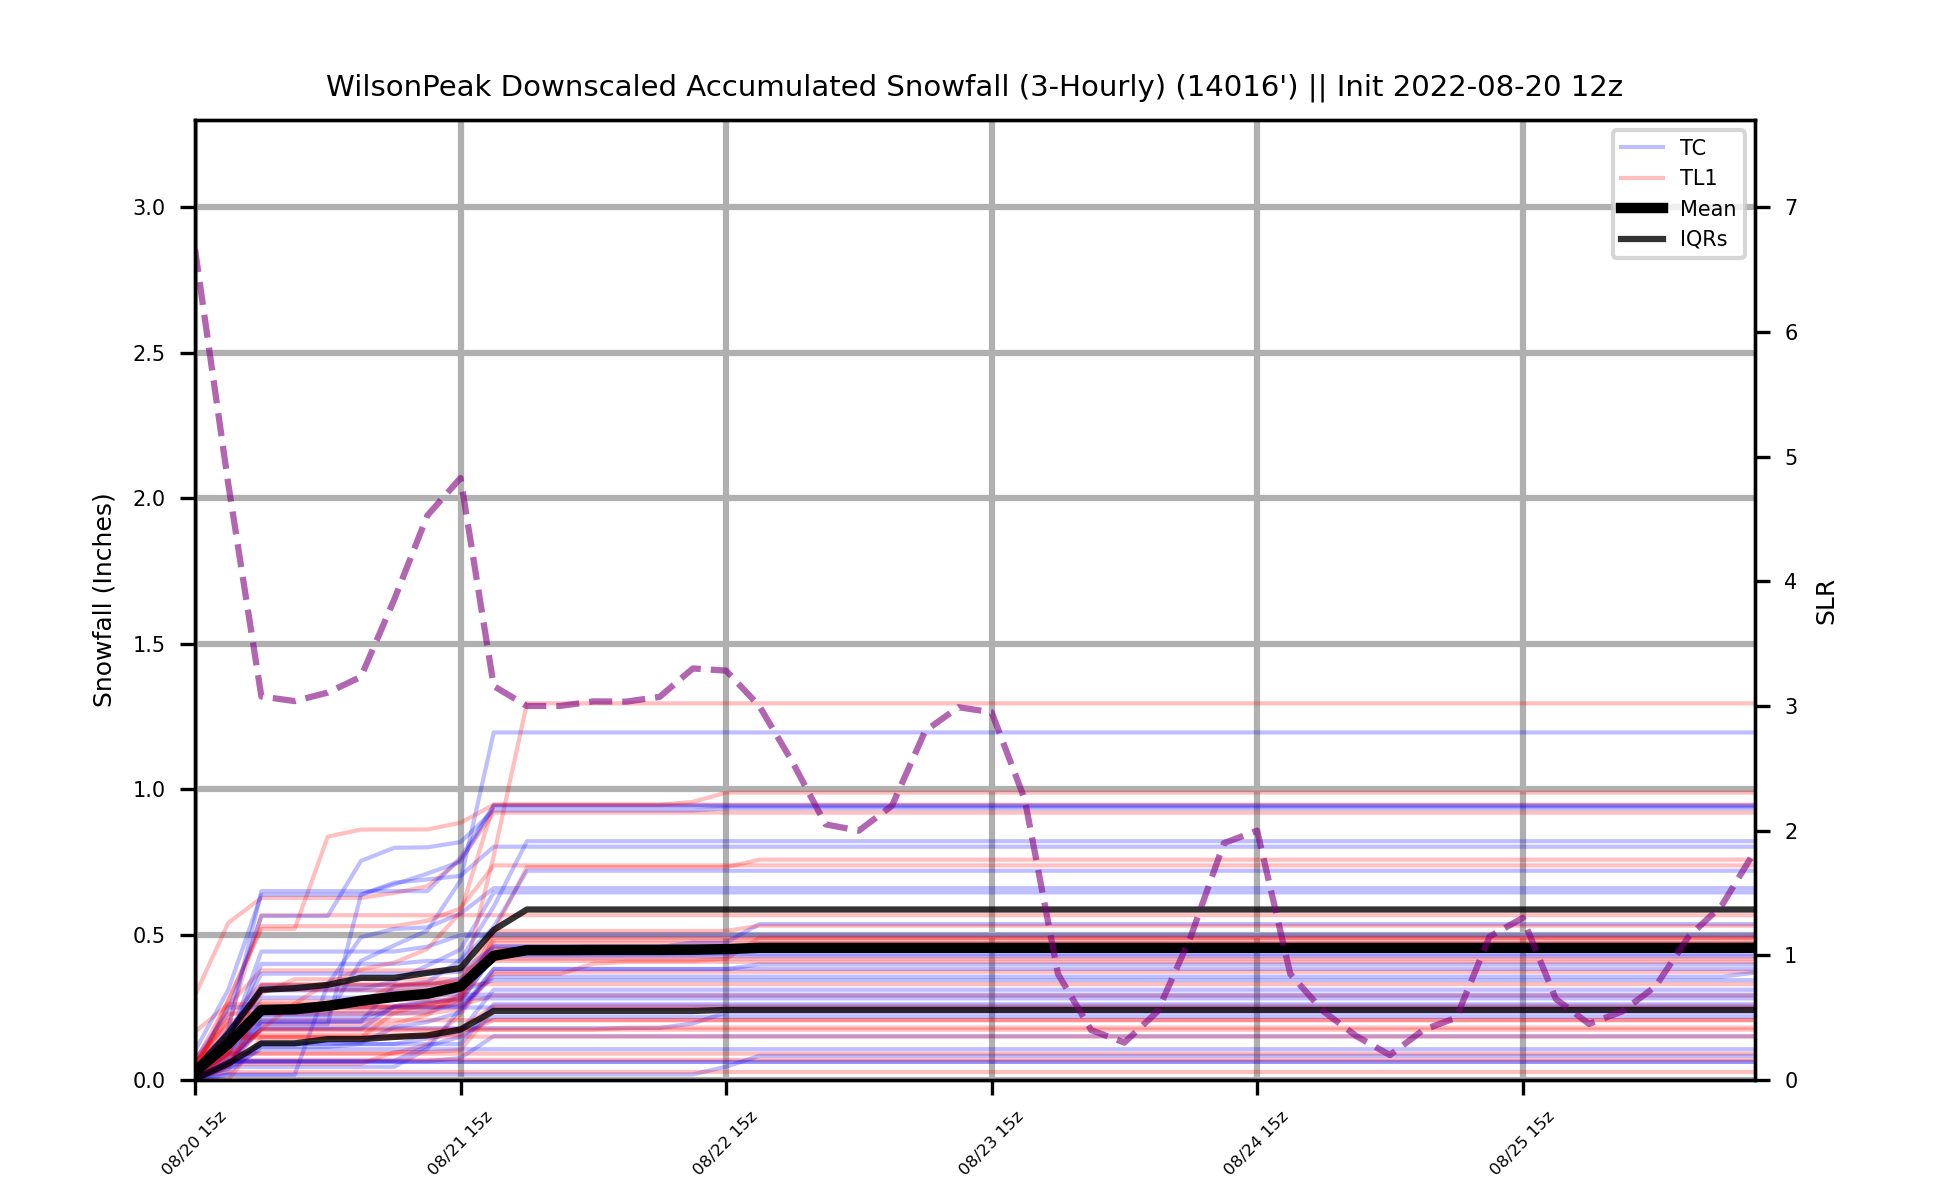 WilsonPeak Downscaled Accumulated Snowfall (3-Hourly) (14016') || Init 2022-08-20 12z
TC
TL1
Mean
IQRs
3.0
2.5
2.0
1.5
1.0
0.5
0.0
Snowfall (Inches)
7
6
5
4
3
2
1
0
SLR
08/20 15z
08/21 15z
08/22 15z
08/23 15z
08/24 15z
08/25 15z